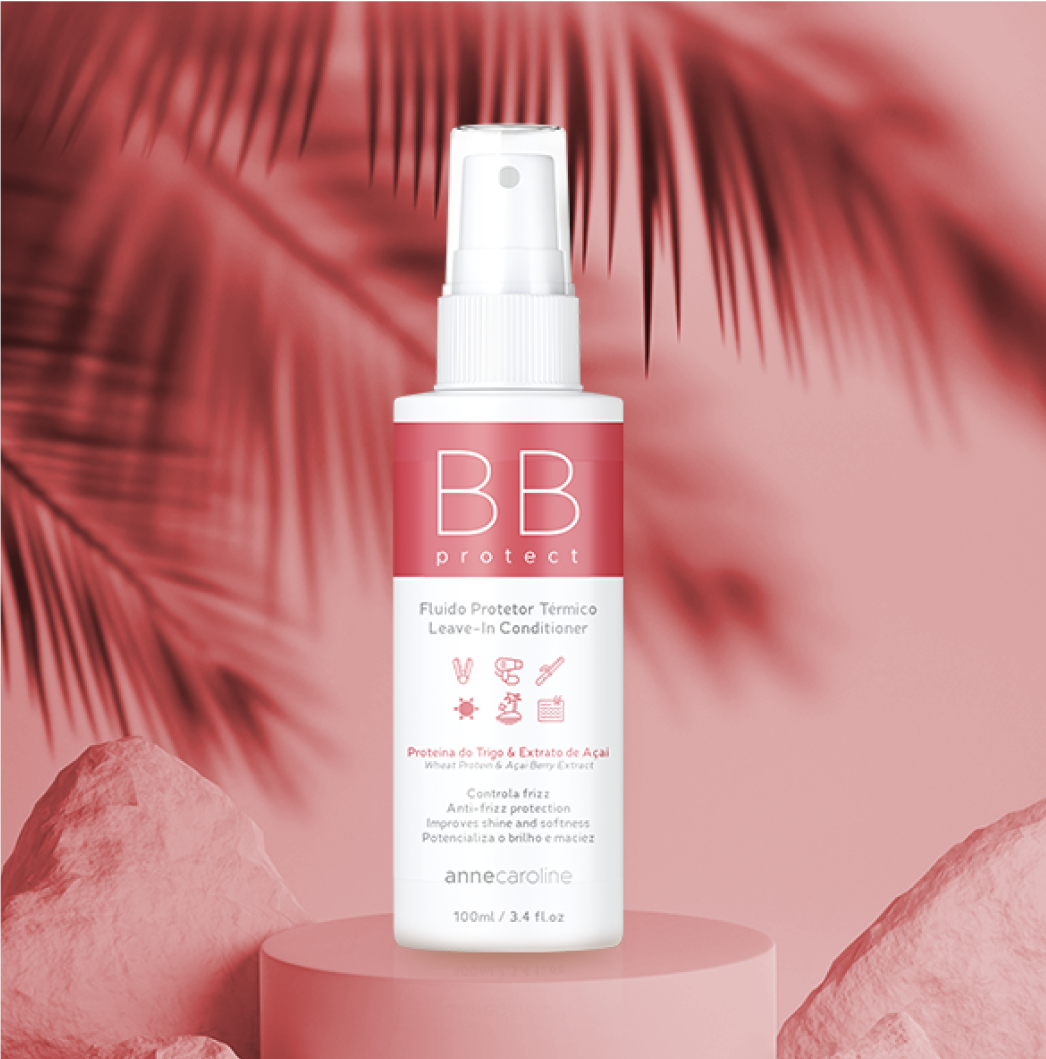 BB
protect
Fluido Protetor Térmico
Leave-In Conditioner
Proteína do Trigo & Extrato de Açaí
Wheat Protein & Açai Berry Extract
Controla frizz
Anti-frizz protection
Improves shine and softness
Potencializa o brilho e maciez
annecaroline
100ml / 3.4 fl.oz